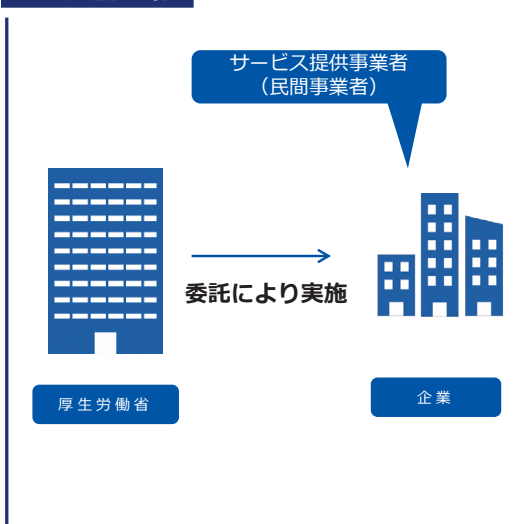 サービス提供事業者
（民間事業者）
委託により実施
厚生労働省
企業